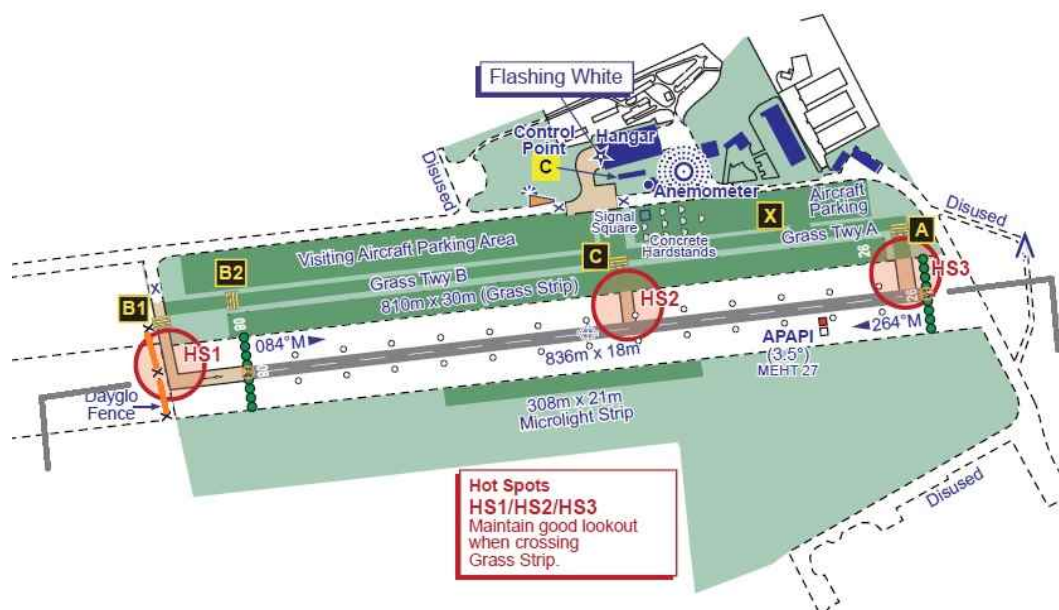 Flashing White
Control
Point
Hangar
C
Disused
Anemometer
Aircraft
Parking
Signal
Square
X
Disused
A
Visiting Aircraft Parking Area
Concrete
Hardstands
Grass Twy A
C
26
B2
Grass Twy B
HS3
B1
810m x 30m (Grass Strip)
HS2
26
08
084°M
264°M
HS1
08
836m x 18m
APAPI
(3.5°)
MEHT 27
Dayglo
Fence
308m x 21m
Microlight Strip
Hot Spots
HS1/HS2/HS3
Maintain good lookout
when crossing
Grass Strip.
Disused